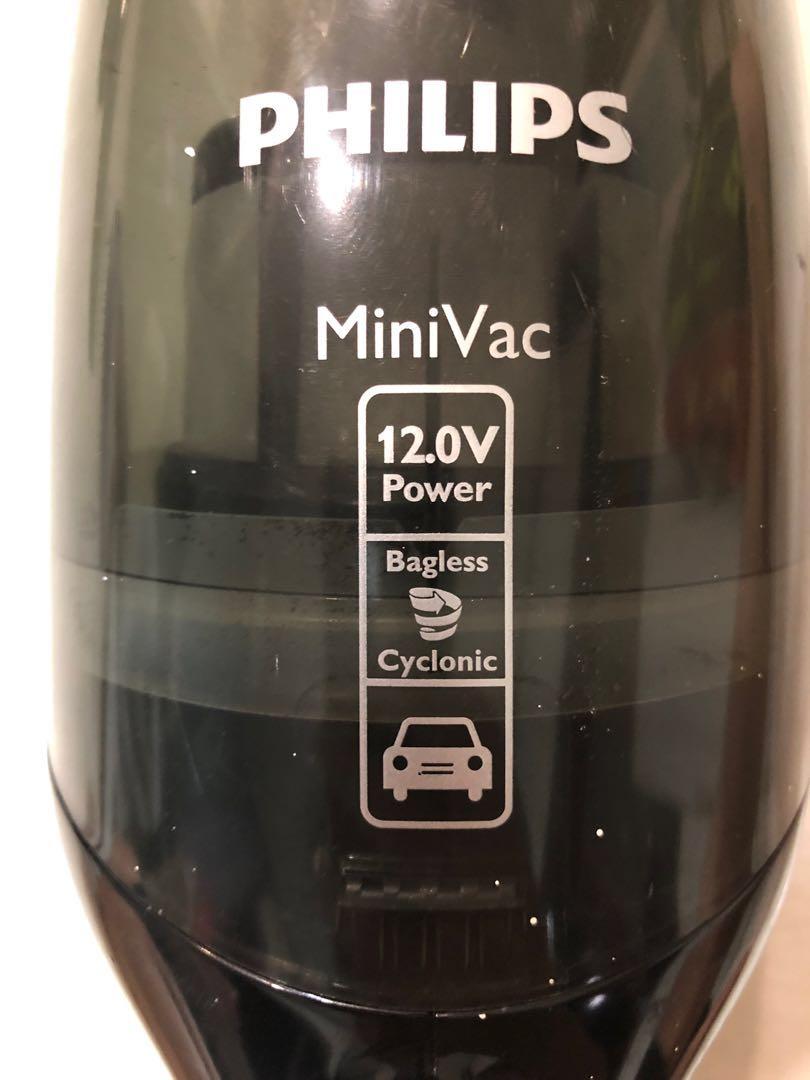 PHILIPS
MiniVac
12.0V
Power
Bagless
Cyclonic